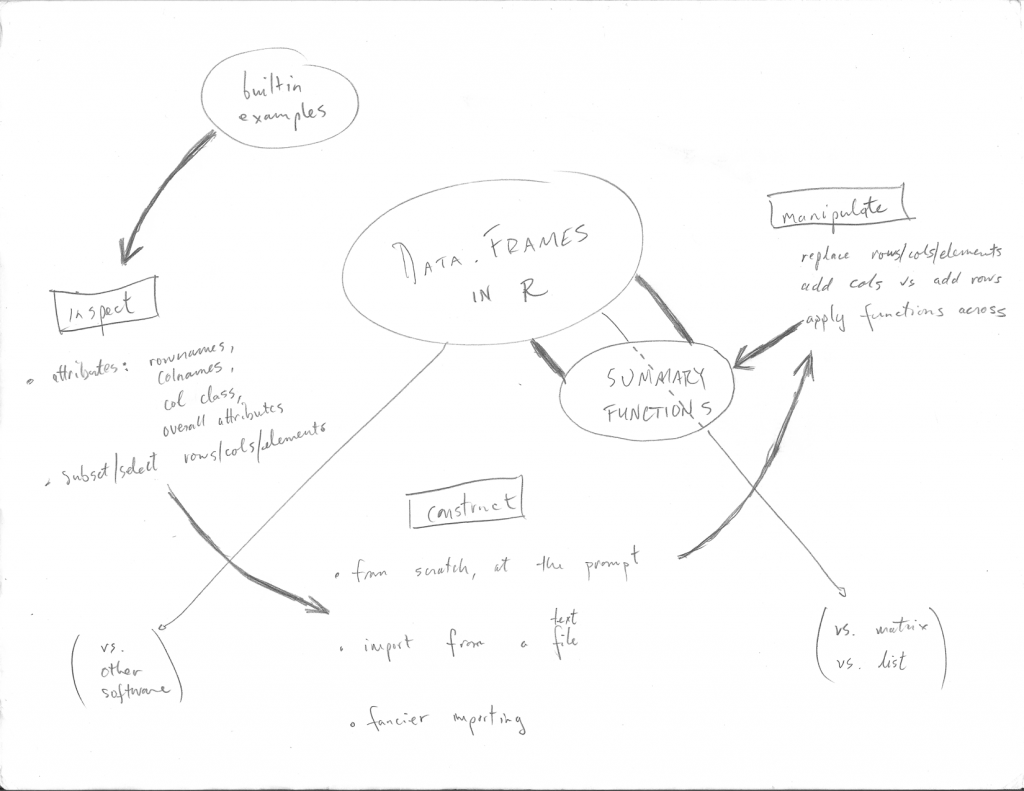 builtin
examples
DATA.FRAMES
IN R
manipulate
replace rows/cols/elements
add cols vs add rows
apply functions across
inspect
• attributes: rownames,
colnames,
col class,
overall attributes
• subset/select rows/cols/elements
SUMMARY
FUNCTIONS
construct
• from scratch, at the prompt
• import from a text file
• fancier importing
(vs.
other
software)
(vs. matrix
vs. list)